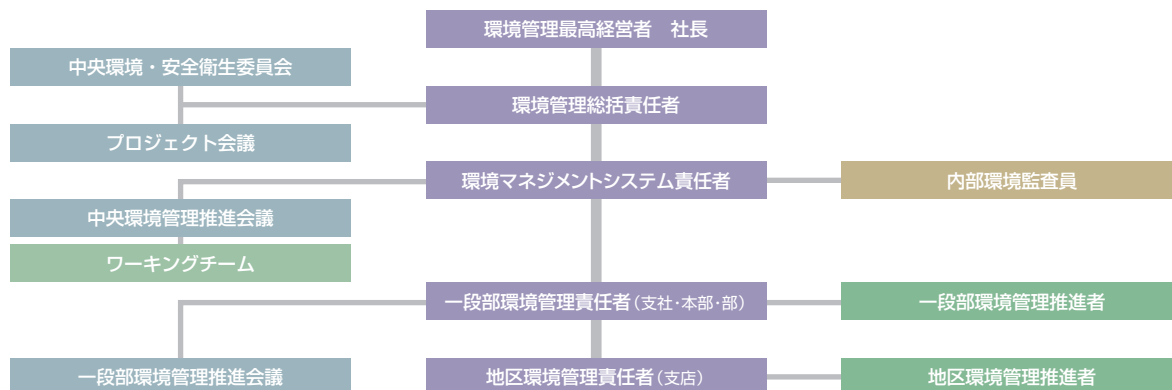 環境管理最高経営者　社長
中央環境・安全衛生委員会
環境管理総括責任者
プロジェクト会議
環境マネジメントシステム責任者
内部環境監査員
中央環境管理推進会議
ワーキングチーム
一段部環境管理責任者（支社・本部・部）
一段部環境管理推進者
一段部環境管理推進会議
地区環境管理責任者（支店）
地区環境管理推進者